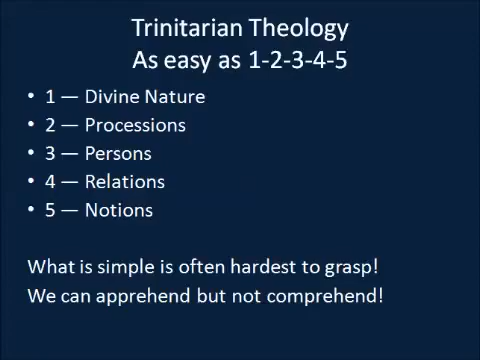 Trinitarian Theology
As easy as 1-2-3-4-5
• 1 — Divine Nature
• 2 — Processions
• 3 — Persons
• 4 — Relations
• 5 — Notions
What is simple is often hardest to grasp!
We can apprehend but not comprehend!